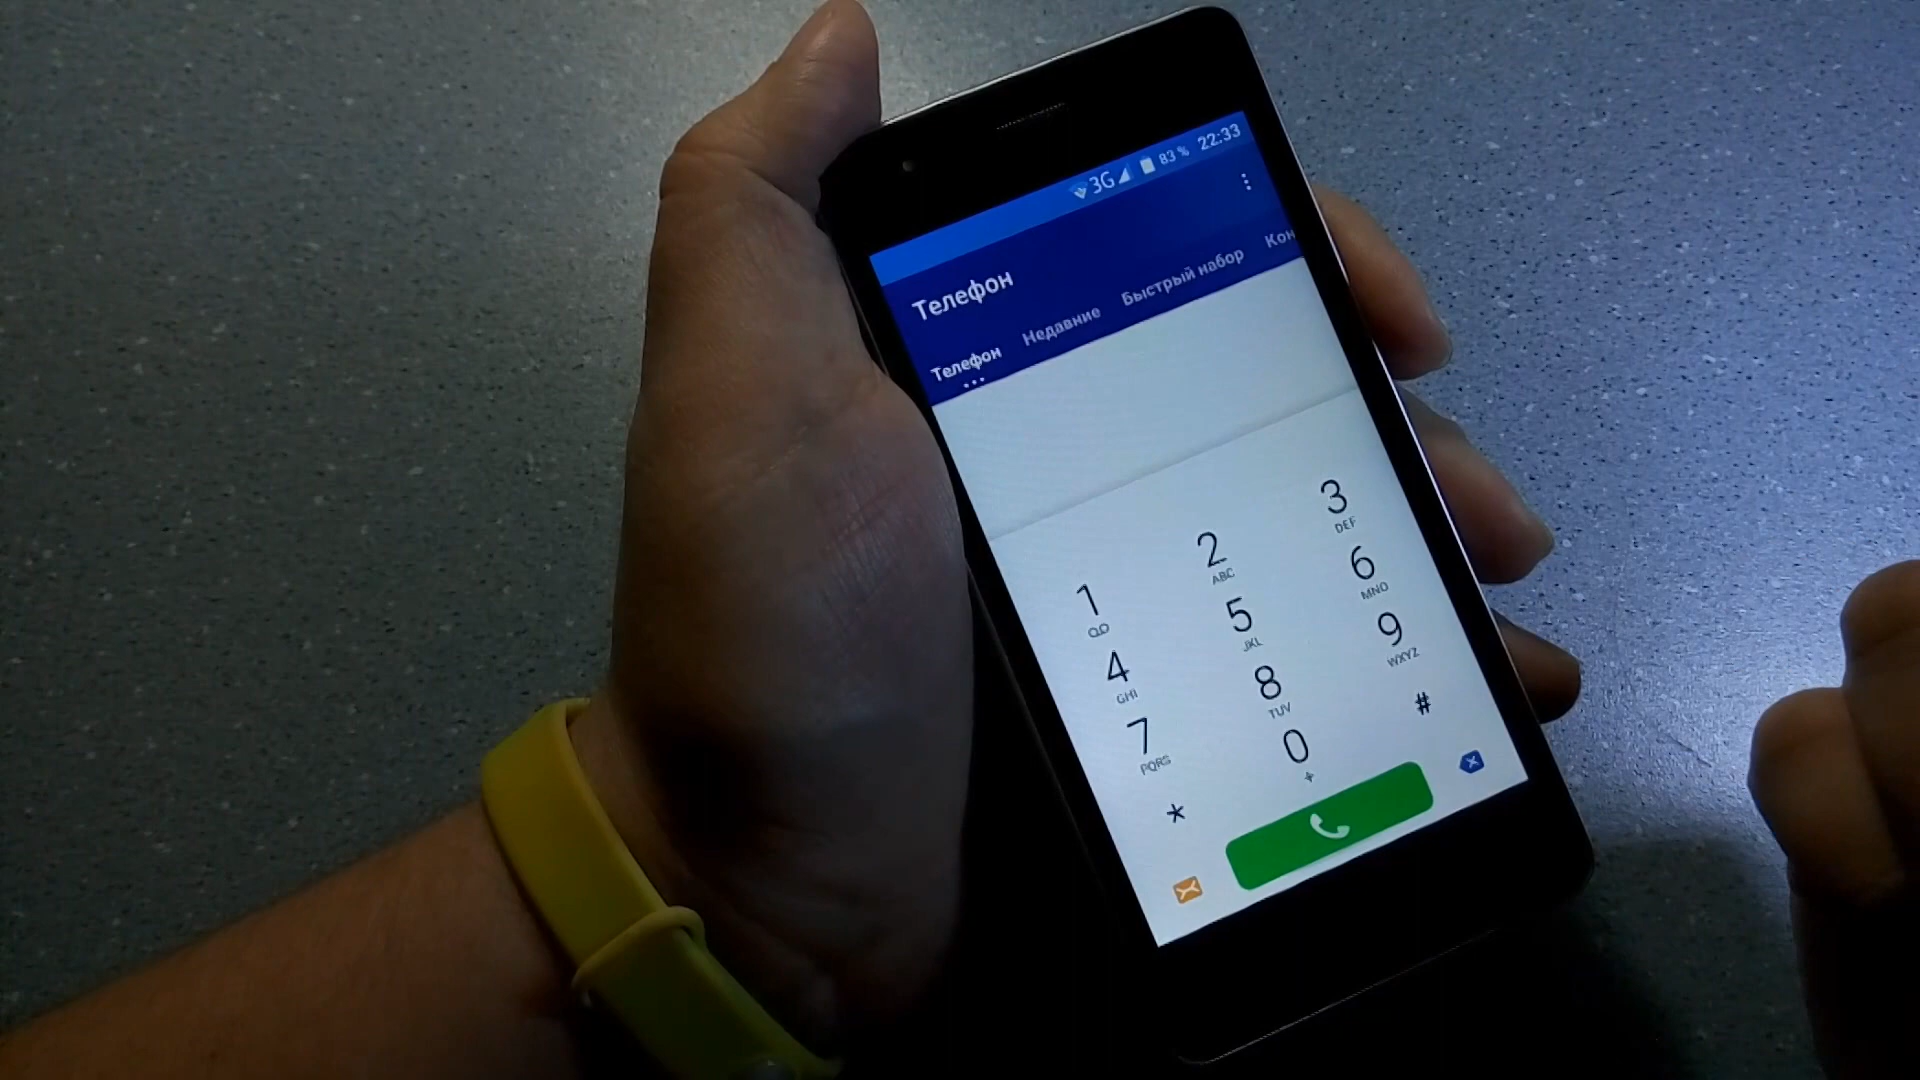 3G 83 % 22:33
Телефон
Телефон Недавние Быстрый набор Кон
1 2 ABC 3 DEF
4 GHI 5 JKL 6 MNO
7 PQRS 8 TUV 9 WXYZ
* 0 + #